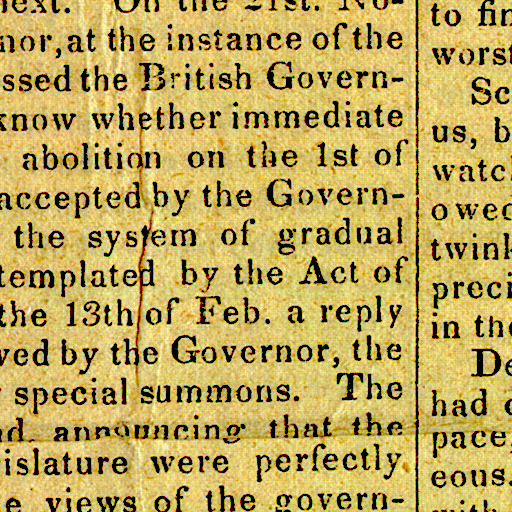 next. On the 21st. No-
nor, at the instance of the
ssed the British Govern-
know whether immediate
abolition on the 1st of
accepted by the Govern-
the system of gradual
templated by the Act of
the 13th of Feb. a reply
ved by the Governor, the
special summons. The
nd, announcing that the
islature were perfectly
e views of the govern-
to fin
worst
Sc
us, b
watch
owed
twink
preci
in the
De
had
pace,
eous.
with